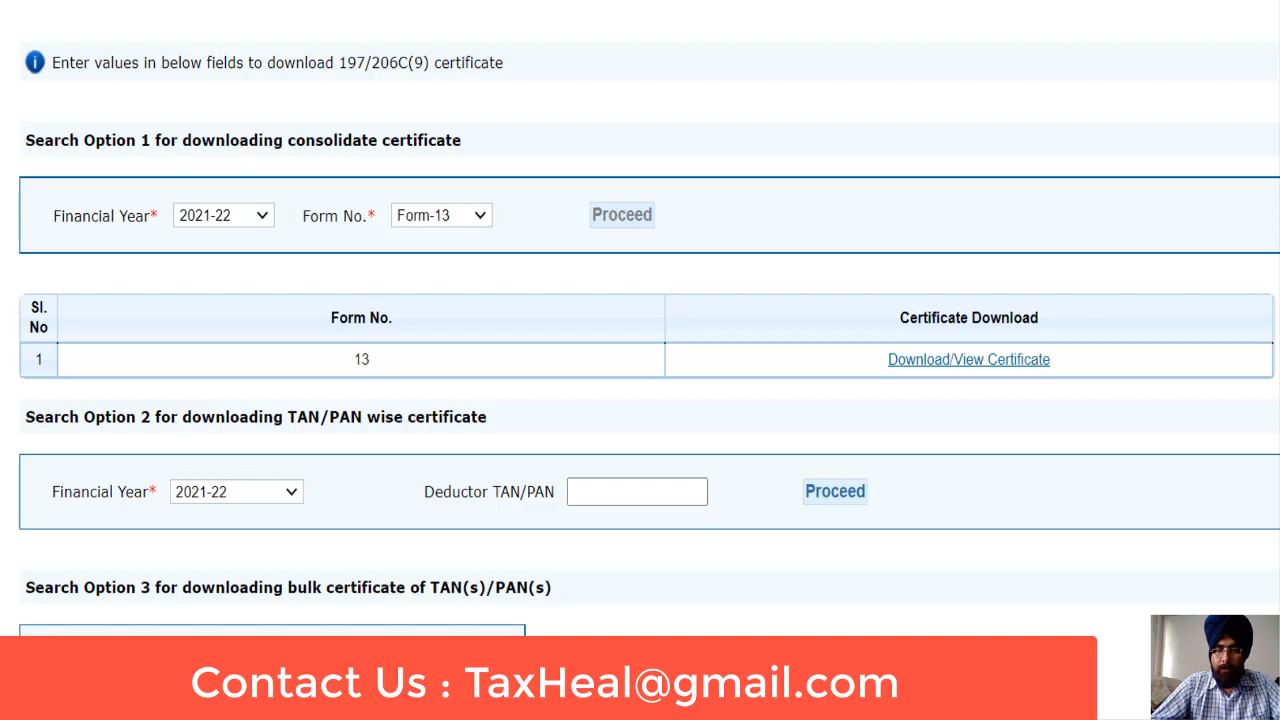 i Enter values in below fields to download 197/206C(9) certificate
Search Option 1 for downloading consolidate certificate
Financial Year* 2021-22 Form No.* Form-13 Proceed
Sl. No Form No. Certificate Download
1 13 Download/View Certificate
Search Option 2 for downloading TAN/PAN wise certificate
Financial Year* 2021-22 Deductor TAN/PAN Proceed
Search Option 3 for downloading bulk certificate of TAN(s)/PAN(s)
Contact Us : TaxHeal@gmail.com